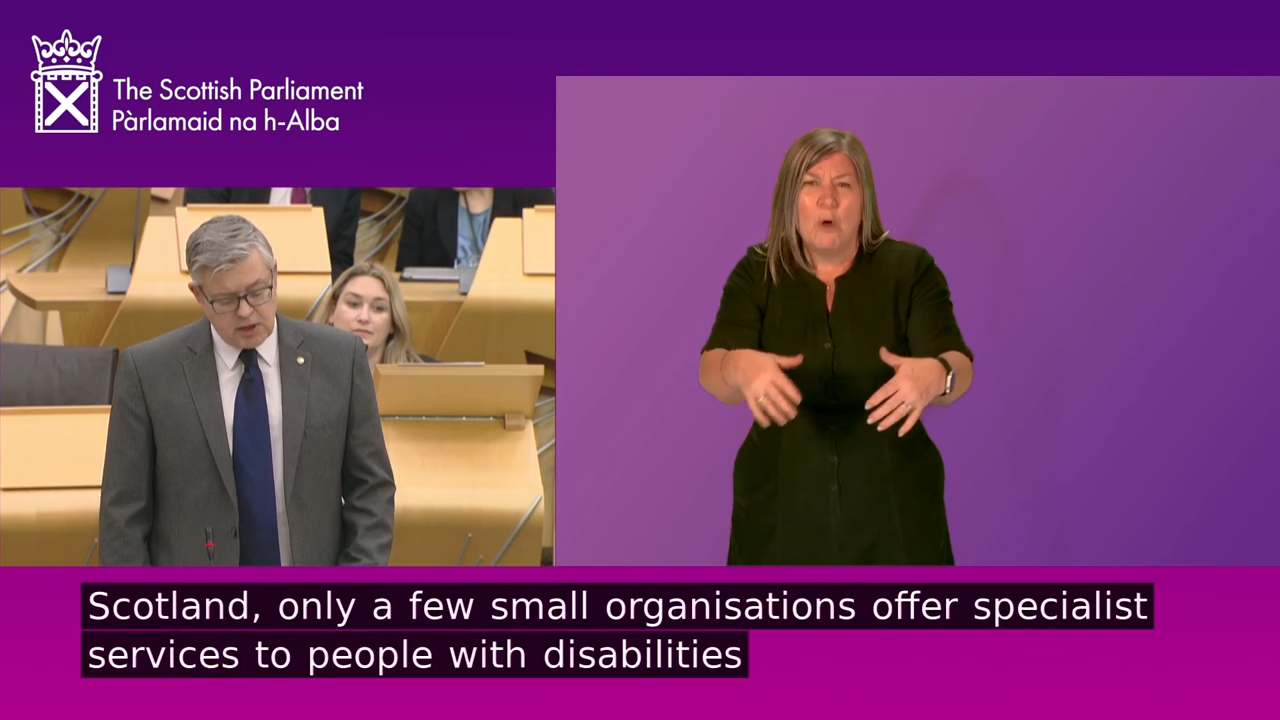 The Scottish Parliament
Pàrlamaid na h-Alba
Scotland, only a few small organisations offer specialist
services to people with disabilities